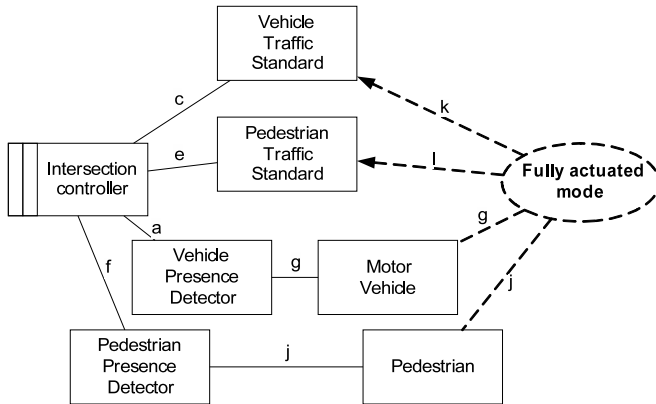 Vehicle
Traffic
Standard
c
k
Pedestrian
Traffic
Standard
e
l
Intersection
controller
Fully actuated
mode
a
g
f
Vehicle
Presence
Detector
g
Motor
Vehicle
j
Pedestrian
Presence
Detector
j
Pedestrian